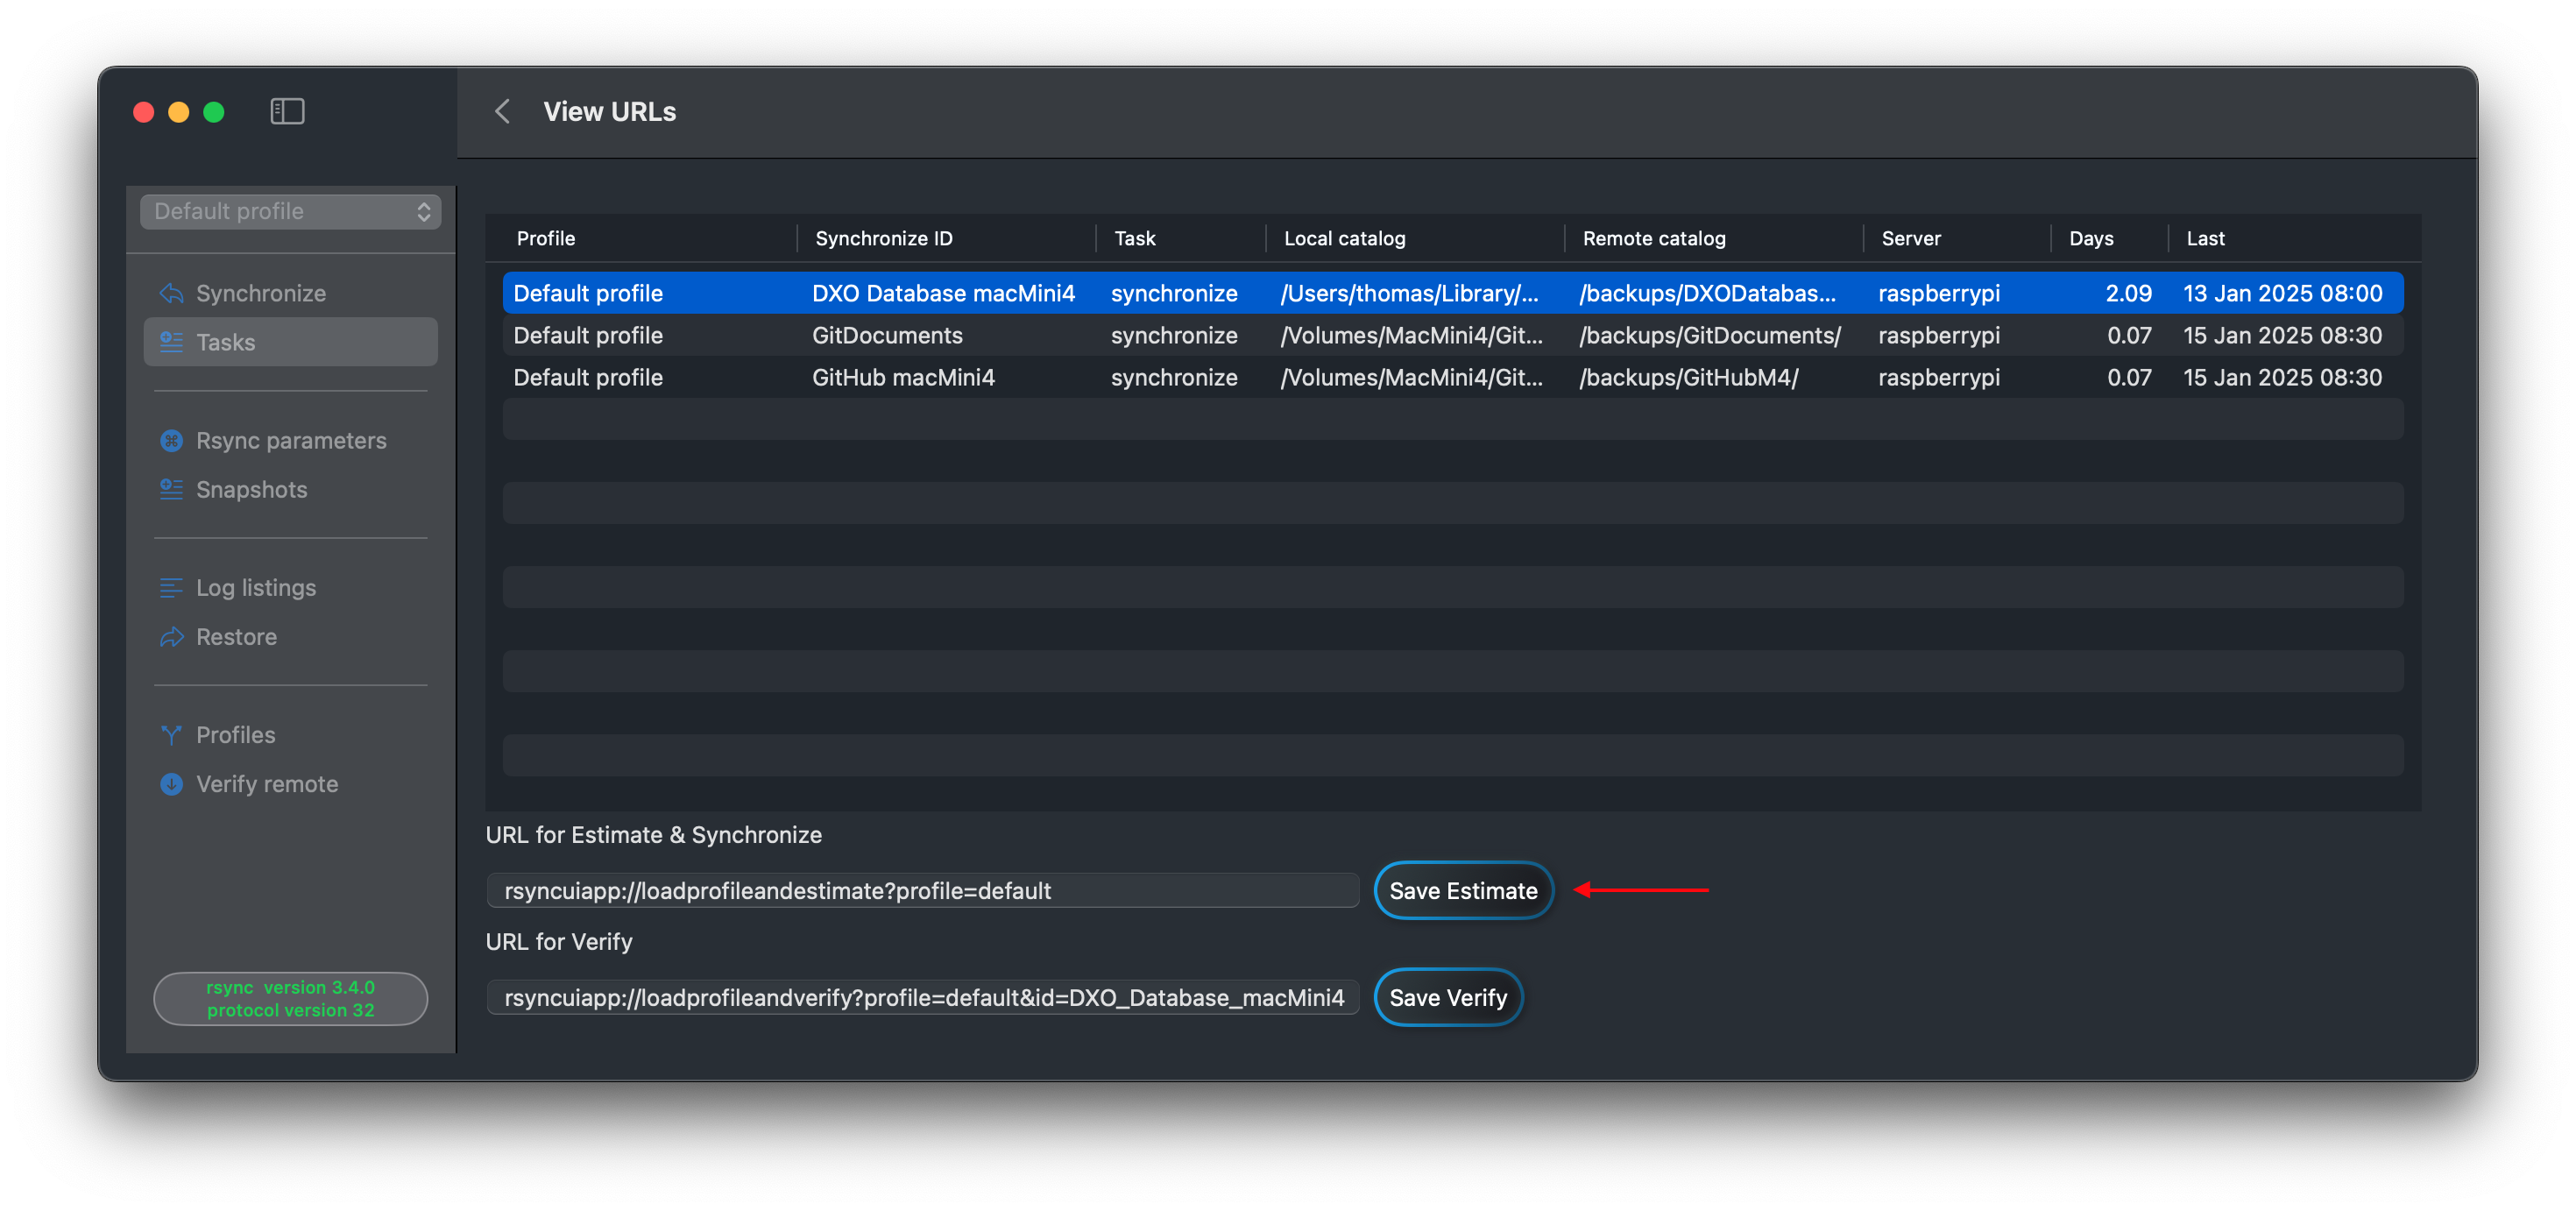 View URLs
Default profile
Synchronize
Tasks
Rsync parameters
Snapshots
Log listings
Restore
Profiles
Verify remote
rsync version 3.4.0
protocol version 32
Profile Synchronize ID Task Local catalog Remote catalog Server Days Last
Default profile DXO Database macMini4 synchronize /Users/thomas/Library/... /backups/DXODatabas... raspberrypi 2.09 13 Jan 2025 08:00
Default profile GitDocuments synchronize /Volumes/MacMini4/Git... /backups/GitDocuments/ raspberrypi 0.07 15 Jan 2025 08:30
Default profile GitHub macMini4 synchronize /Volumes/MacMini4/Git... /backups/GitHubM4/ raspberrypi 0.07 15 Jan 2025 08:30
URL for Estimate & Synchronize
rsyncuiapp://loadprofileandestimate?profile=default Save Estimate
URL for Verify
rsyncuiapp://loadprofileandverify?profile=default&id=DXO_Database_macMini4 Save Verify